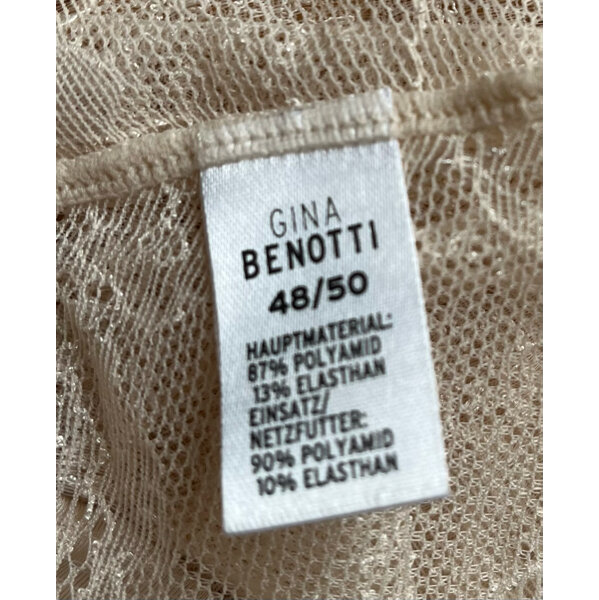 GINA
BENOTTI
48/50
HAUPTMATERIAL:
87% POLYAMID
13% ELASTHAN
EINSATZ/
NETZFUTTER:
90% POLYAMID
10% ELASTHAN